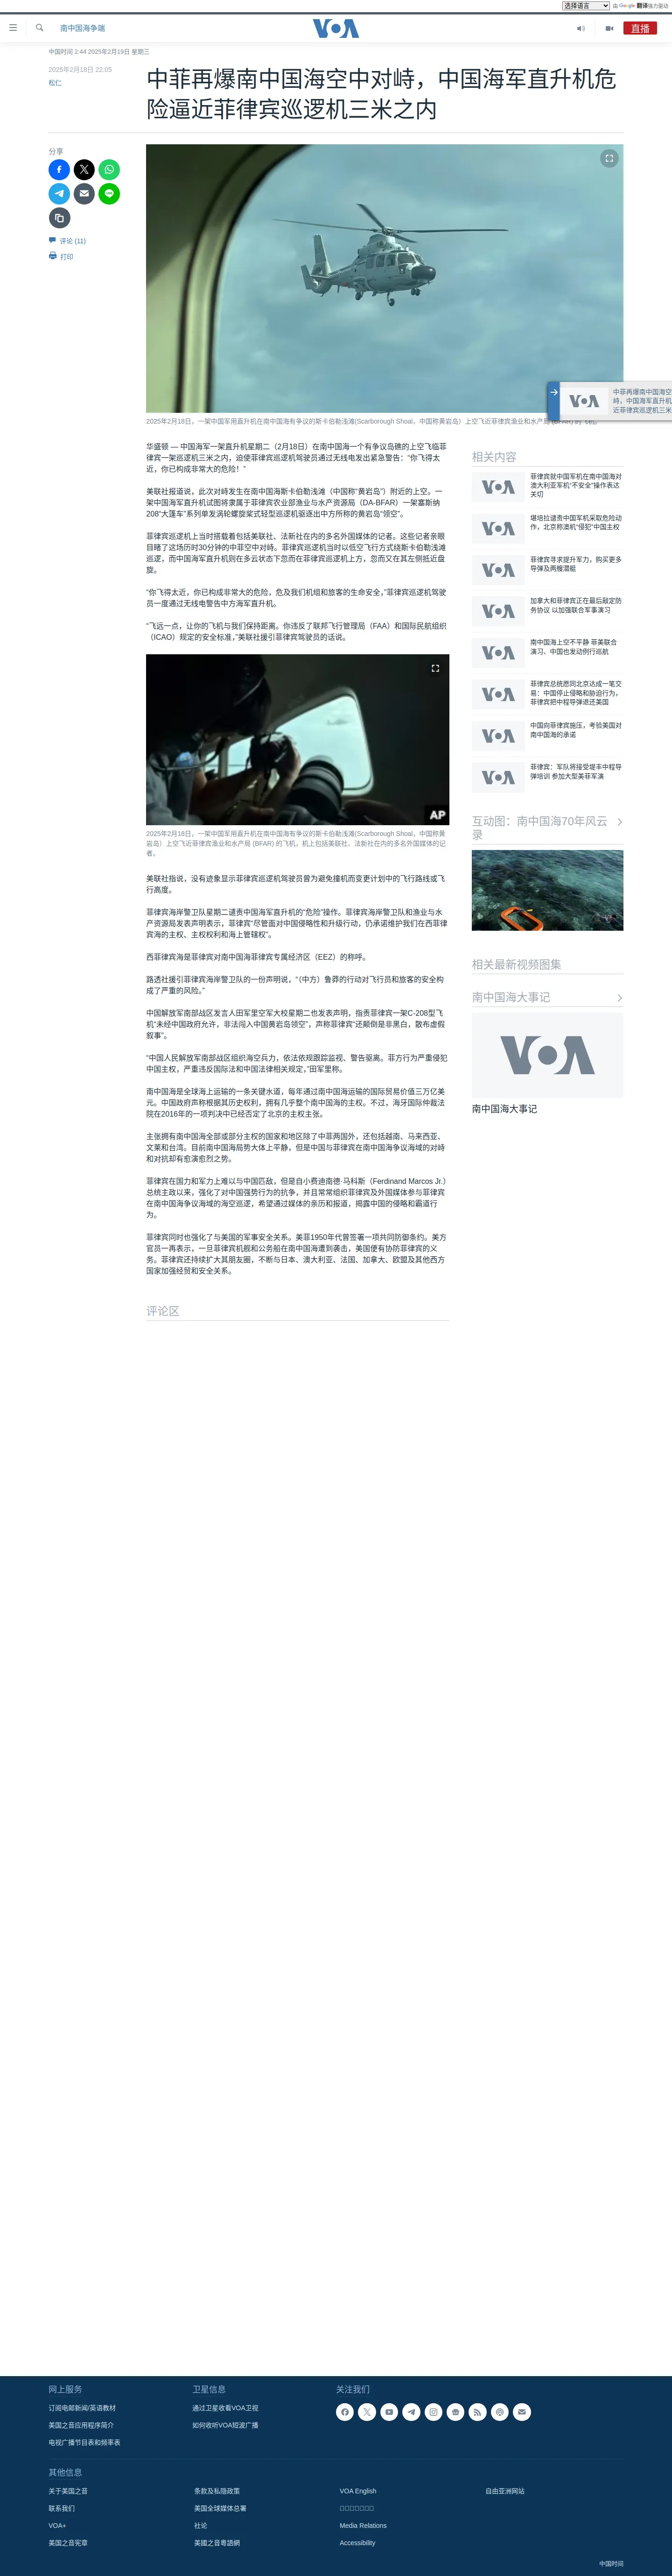 选择语言 由 Google 翻译强力驱动
南中国海争端
VOA
直播
中国时间 2:44 2025年2月19日 星期三
2025年2月18日 22:05
松仁
中菲再爆南中国海空中对峙，中国海军直升机危
险逼近菲律宾巡逻机三米之内
分享
评论 (11)
打印
2025年2月18日，一架中国军用直升机在南中国海有争议的斯卡伯勒浅滩(Scarborough Shoal，中国称黄岩岛）上空飞近菲律宾渔业和水产局 (BFAR) 的飞机。
VOA
中菲再爆南中国海空
峙，中国海军直升机
近菲律宾巡逻机三米
华盛顿 — 中国海军一架直升机星期二（2月18日）在南中国海一个有争议岛礁的上空飞临菲
律宾一架巡逻机三米之内，迫使菲律宾巡逻机驾驶员通过无线电发出紧急警告：“你飞得太
近，你已构成非常大的危险！”
美联社报道说，此次对峙发生在南中国海斯卡伯勒浅滩（中国称“黄岩岛”）附近的上空。一
架中国海军直升机试图将隶属于菲律宾农业部渔业与水产资源局（DA-BFAR）一架塞斯纳
208“大篷车”系列单发涡轮螺旋桨式轻型巡逻机驱逐出中方所称的黄岩岛“领空”。
菲律宾巡逻机上当时搭载着包括美联社、法新社在内的多名外国媒体的记者。这些记者亲眼
目睹了这场历时30分钟的中菲空中对峙。菲律宾巡逻机当时以低空飞行方式绕飞斯卡伯勒浅滩
巡逻，而中国海军直升机则在多云状态下忽而在菲律宾巡逻机上方，忽而又在其左侧抵近盘
旋。
“你飞得太近，你已构成非常大的危险，危及我们机组和旅客的生命安全，”菲律宾巡逻机驾驶
员一度通过无线电警告中方海军直升机。
“飞远一点，让你的飞机与我们保持距离。你违反了联邦飞行管理局（FAA）和国际民航组织
（ICAO）规定的安全标准，”美联社援引菲律宾驾驶员的话说。
AP
2025年2月18日，一架中国军用直升机在南中国海有争议的斯卡伯勒浅滩(Scarborough Shoal，中国称黄
岩岛）上空飞近菲律宾渔业和水产局 (BFAR) 的飞机，机上包括美联社、法新社在内的多名外国媒体的记
者。
美联社指说，没有迹象显示菲律宾巡逻机驾驶员曾为避免撞机而变更计划中的飞行路线或飞
行高度。
菲律宾海岸警卫队星期二谴责中国海军直升机的“危险”操作。菲律宾海岸警卫队和渔业与水
产资源局发表声明表示，菲律宾“尽管面对中国侵略性和升级行动，仍承诺维护我们在西菲律
宾海的主权、主权权利和海上管辖权”。
西菲律宾海是菲律宾对南中国海菲律宾专属经济区（EEZ）的称呼。
路透社援引菲律宾海岸警卫队的一份声明说，“（中方）鲁莽的行动对飞行员和旅客的安全构
成了严重的风险。”
中国解放军南部战区发言人田军里空军大校星期二也发表声明，指责菲律宾一架C-208型飞
机“未经中国政府允许，非法闯入中国黄岩岛领空”，声称菲律宾“还颠倒是非黑白，散布虚假
叙事”。
“中国人民解放军南部战区组织海空兵力，依法依规跟踪监视、警告驱离。菲方行为严重侵犯
中国主权，严重违反国际法和中国法律相关规定，”田军里称。
南中国海是全球海上运输的一条关键水道，每年通过南中国海运输的国际贸易价值三万亿美
元。中国政府声称根据其历史权利，拥有几乎整个南中国海的主权。不过，海牙国际仲裁法
院在2016年的一项判决中已经否定了北京的主权主张。
主张拥有南中国海全部或部分主权的国家和地区除了中菲两国外，还包括越南、马来西亚、
文莱和台湾。目前南中国海局势大体上平静，但是中国与菲律宾在南中国海争议海域的对峙
和对抗却有愈演愈烈之势。
菲律宾在国力和军力上难以与中国匹敌，但是自小费迪南德·马科斯（Ferdinand Marcos Jr.）
总统主政以来，强化了对中国强势行为的抗争，并且常常组织菲律宾及外国媒体参与菲律宾
在南中国海争议海域的海空巡逻，希望通过媒体的亲历和报道，揭露中国的侵略和霸道行
为。
菲律宾同时也强化了与美国的军事安全关系。美菲1950年代曾签署一项共同防御条约。美方
官员一再表示，一旦菲律宾机舰和公务船在南中国海遭到袭击，美国便有协防菲律宾的义
务。菲律宾还持续扩大其朋友圈，不断与日本、澳大利亚、法国、加拿大、欧盟及其他西方
国家加强经贸和安全关系。
评论区
相关内容
VOA
菲律宾就中国军机在南中国海对
澳大利亚军机“不安全”操作表达
关切
VOA
堪培拉谴责中国军机采取危险动
作，北京称澳机“侵犯”中国主权
VOA
菲律宾寻求提升军力，购买更多
导弹及两艘潜艇
VOA
加拿大和菲律宾正在最后敲定防
务协议 以加强联合军事演习
VOA
南中国海上空不平静 菲美联合
演习、中国也发动例行巡航
VOA
菲律宾总统愿同北京达成一笔交
易：中国停止侵略和胁迫行为，
菲律宾把中程导弹退还美国
VOA
中国向菲律宾施压，考验美国对
南中国海的承诺
VOA
菲律宾：军队将接受堤丰中程导
弹培训 参加大型美菲军演
互动图：南中国海70年风云
录
相关最新视频图集
南中国海大事记
VOA
南中国海大事记
网上服务
订阅电邮新闻/英语教材
美国之音应用程序简介
电视广播节目表和频率表
卫星信息
通过卫星收看VOA卫视
如何收听VOA短波广播
关注我们
其他信息
关于美国之音
联系我们
VOA+
美国之音宪章
条款及私隐政策
美国全球媒体总署
社论
美國之音粵語網
VOA English
□□□□□□□
Media Relations
Accessibility
自由亚洲网站
中国时间